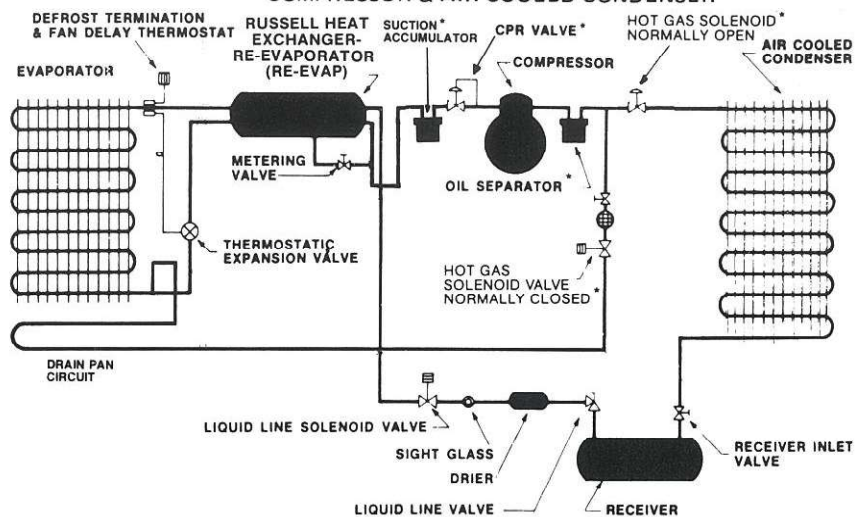 COMPRESSOR & AIR COOLED CONDENSER
DEFROST TERMINATION
& FAN DELAY THERMOSTAT
RUSSELL HEAT
EXCHANGER-
RE-EVAPORATOR
(RE-EVAP)
SUCTION*
ACCUMULATOR
CPR VALVE*
COMPRESSOR
HOT GAS SOLENOID*
NORMALLY OPEN
AIR COOLED
CONDENSER
EVAPORATOR
METERING
VALVE
OIL SEPARATOR*
THERMOSTATIC
EXPANSION VALVE
HOT GAS
SOLENOID VALVE
NORMALLY CLOSED*
DRAIN PAN
CIRCUIT
LIQUID LINE SOLENOID VALVE
SIGHT GLASS
DRIER
LIQUID LINE VALVE
RECEIVER
RECEIVER INLET
VALVE